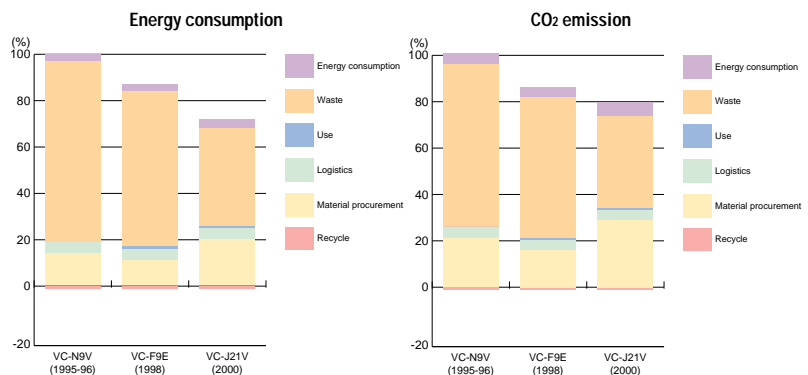 Energy consumption
(%)
100
80
60
40
20
0
-20
VC-N9V
(1995-96)
VC-F9E
(1998)
VC-J21V
(2000)
Energy consumption
Waste
Use
Logistics
Material procurement
Recycle
CO2 emission
(%)
100
80
60
40
20
0
-20
VC-N9V
(1995-96)
VC-F9E
(1998)
VC-J21V
(2000)
Energy consumption
Waste
Use
Logistics
Material procurement
Recycle